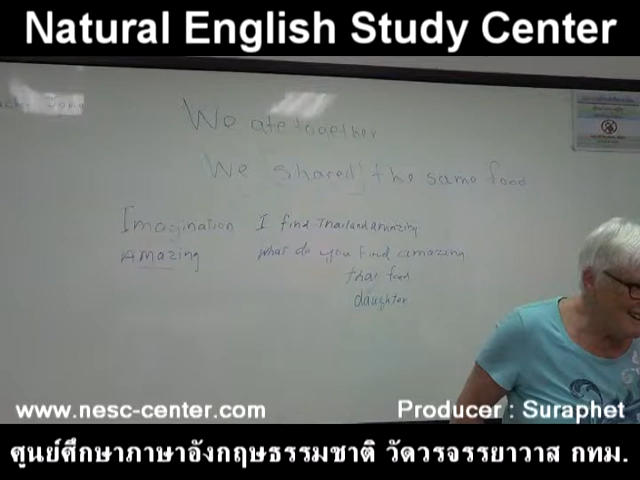 Natural English Study Center
We ate together
We shared the same food
Imagination I find Thailand amazing
Amazing what do you find amazing
thai food
daughter
www.nesc-center.com Producer : Suraphet
ศูนย์ศึกษาภาษาอังกฤษธรรมชาติ วัดวรจรรยาวาส กทม.